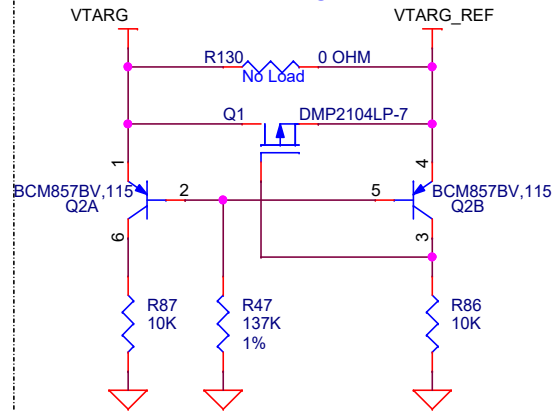 VTARG
VTARG_REF
R130
0 OHM
No Load
Q1
DMP2104LP-7
1
4
BCM857BV,115
Q2A
2
5
BCM857BV,115
Q2B
6
3
R87
10K
R47
137K
1%
R86
10K